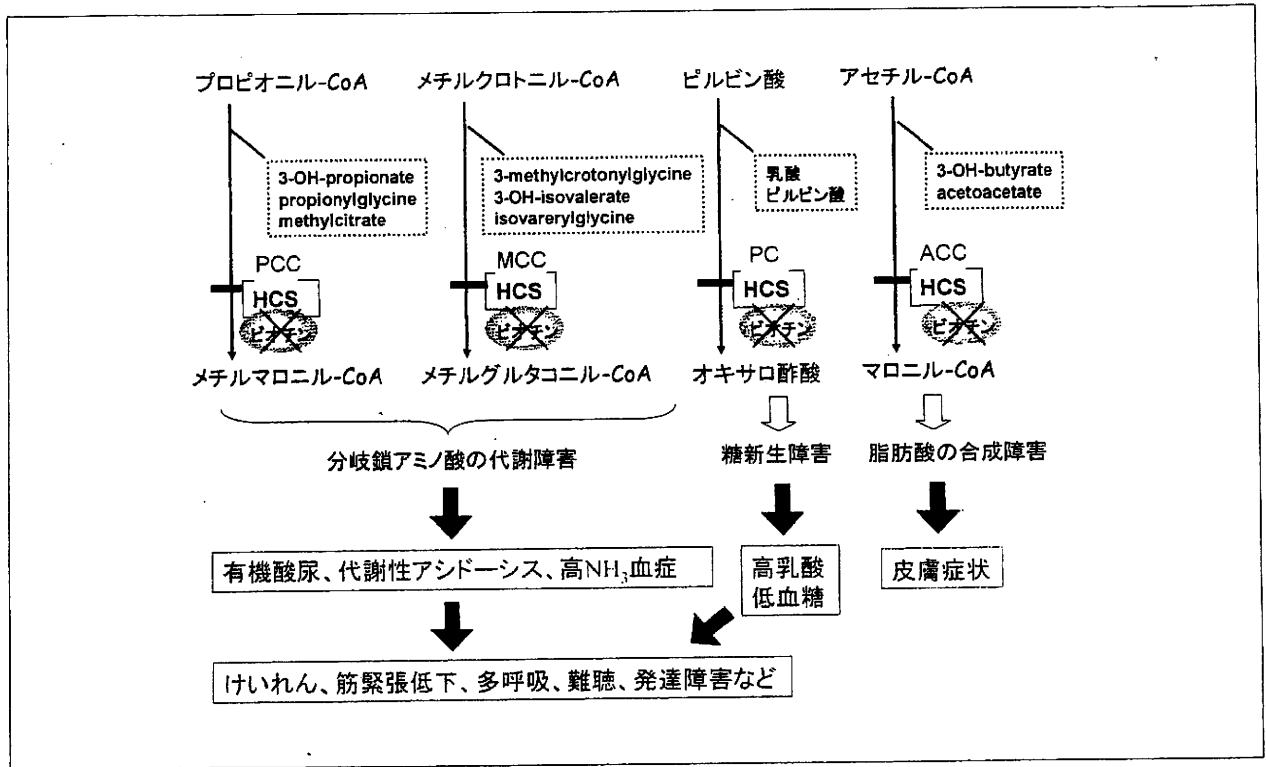 プロピオニル-CoA メチルクロトニル-CoA ピルビン酸 アセチル-CoA
3-OH-propionate
propionylglycine
methylcitrate
3-methylcrotonylglycine
3-OH-isovalerate
isovarerylglycine
乳酸
ピルビン酸
3-OH-butyrate
acetoacetate
PCC MCC PC ACC
HCS HCS HCS HCS
ビオチン ビオチン ビオチン ビオチン
メチルマロニル-CoA メチルグルタコニル-CoA オキサロ酢酸 マロニル-CoA
分岐鎖アミノ酸の代謝障害 糖新生障害 脂肪酸の合成障害
有機酸尿、代謝性アシドーシス、高NH₃血症
高乳酸
低血糖
皮膚症状
けいれん、筋緊張低下、多呼吸、難聴、発達障害など